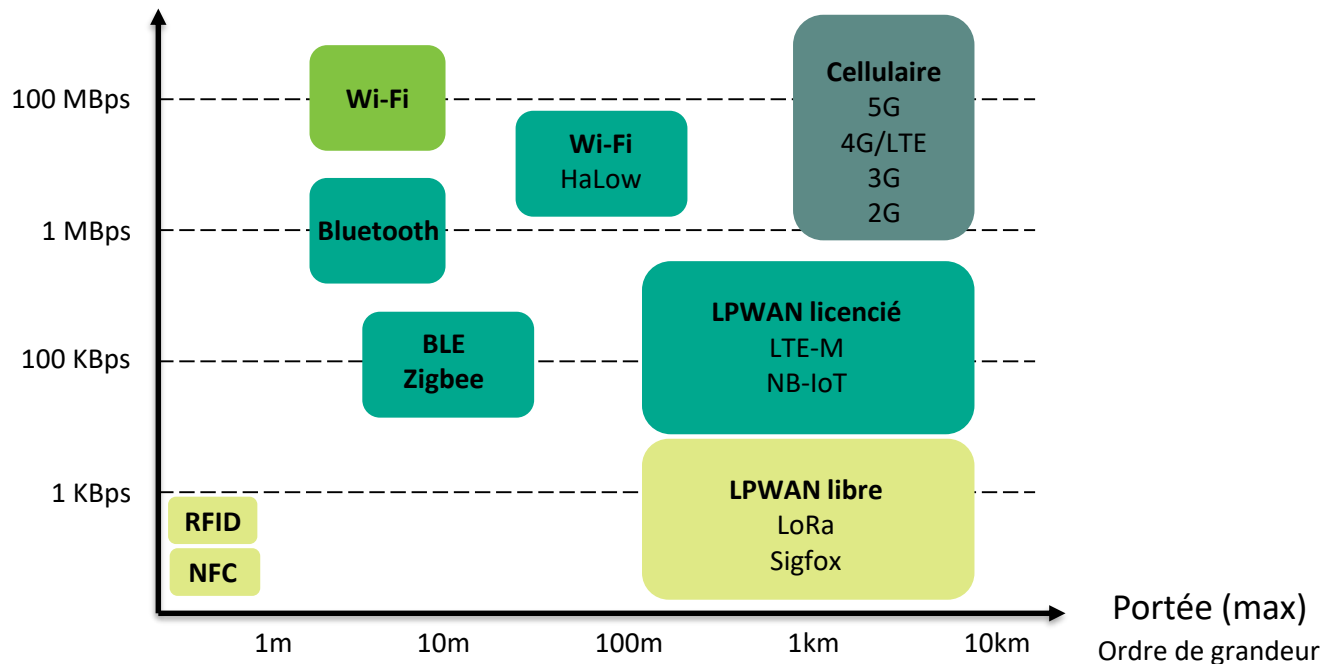 100 MBps
1 MBps
100 KBps
1 KBps
Wi-Fi
Cellulaire
5G
4G/LTE
3G
2G
Wi-Fi
HaLow
Bluetooth
LPWAN licencié
LTE-M
NB-IoT
BLE
Zigbee
LPWAN libre
LoRa
Sigfox
RFID
NFC
1m
10m
100m
1km
10km
Portée (max)
Ordre de grandeur